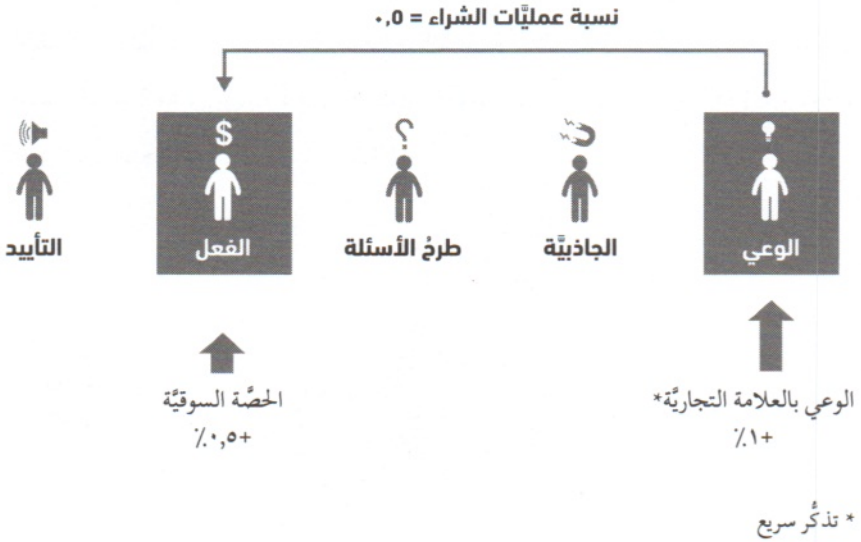 نسبة عمليَّات الشراء = ٠,٥
؟
$
الوعي
الجاذبيَّة
طرحُ الأسئلة
الفعل
التأييد
الوعي بالعلامة التجاريَّة*
+١٪
الحصَّة السوقيَّة
+٠,٥٪
* تذكُّر سريع